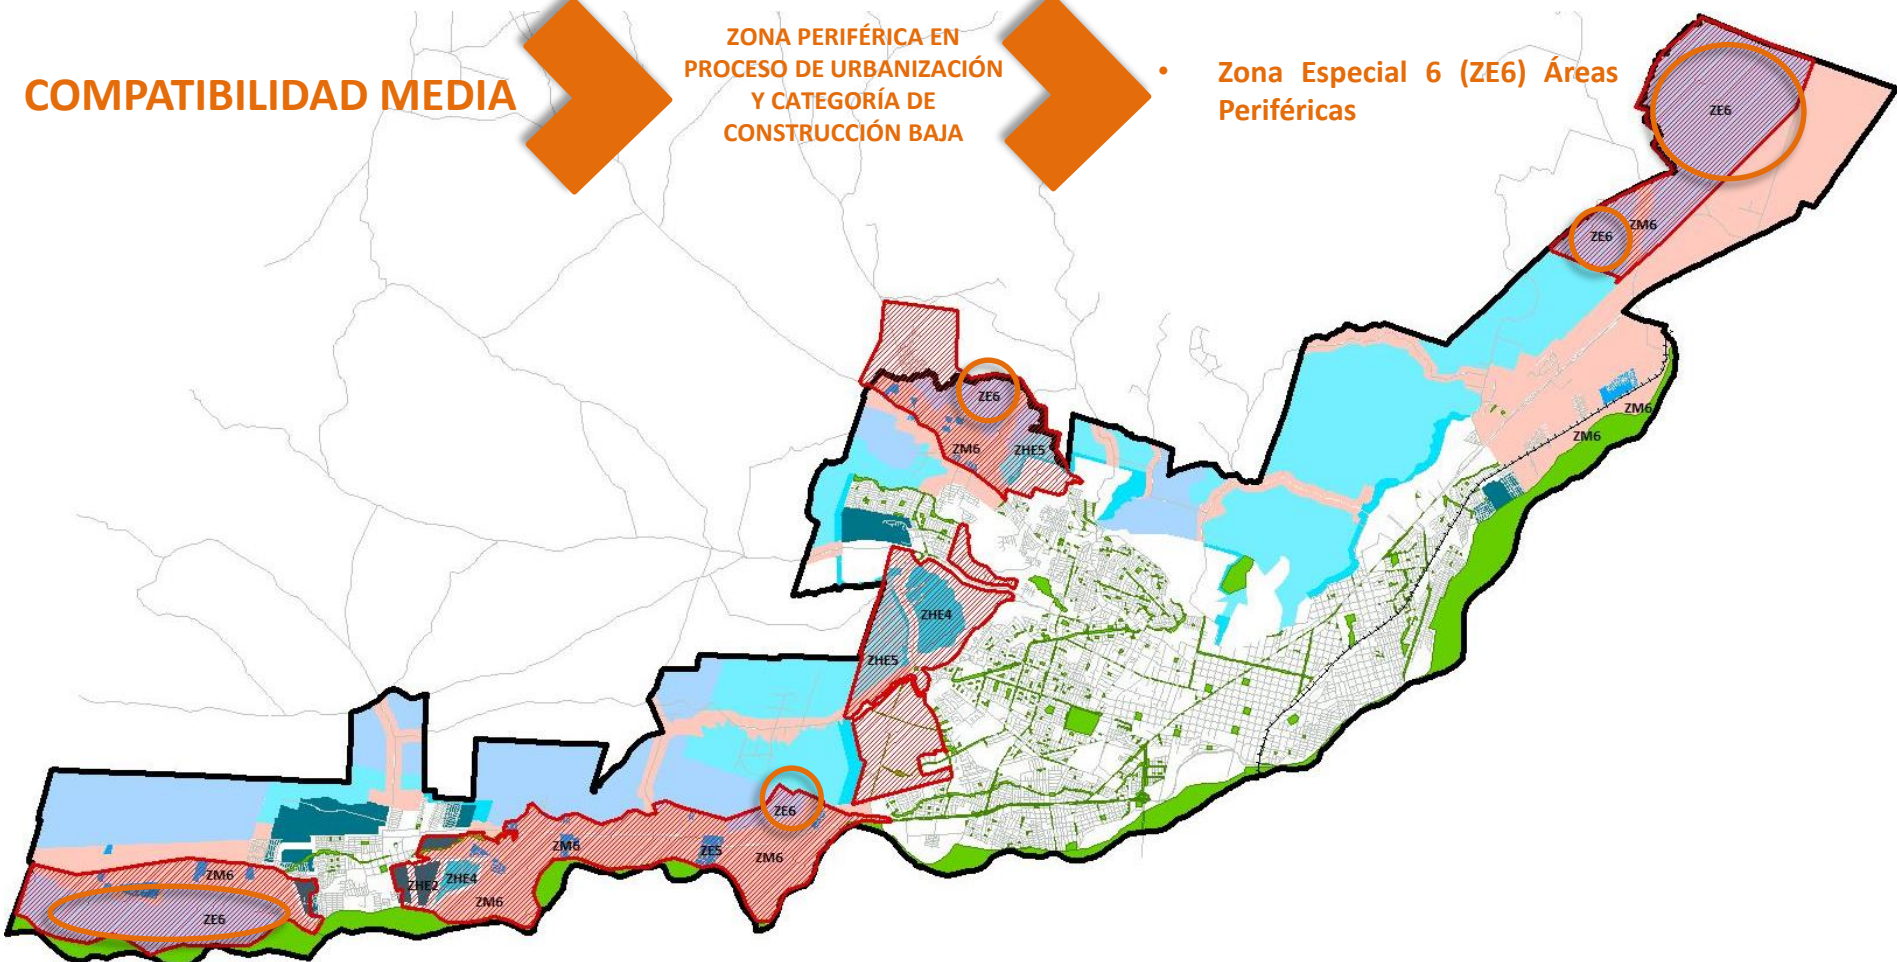 COMPATIBILIDAD MEDIA
ZONA PERIFÉRICA EN
PROCESO DE URBANIZACIÓN
Y CATEGORÍA DE
CONSTRUCCIÓN BAJA
• Zona Especial 6 (ZE6) Áreas
Periféricas
ZE6
ZM6
ZE6
ZE6
ZM6
ZHE5
ZM6
ZM6
ZHE4
ZHE5
ZE6
ZM6
ZE5
ZM6
ZM6
ZHE2
ZHE4
ZM6
ZE6